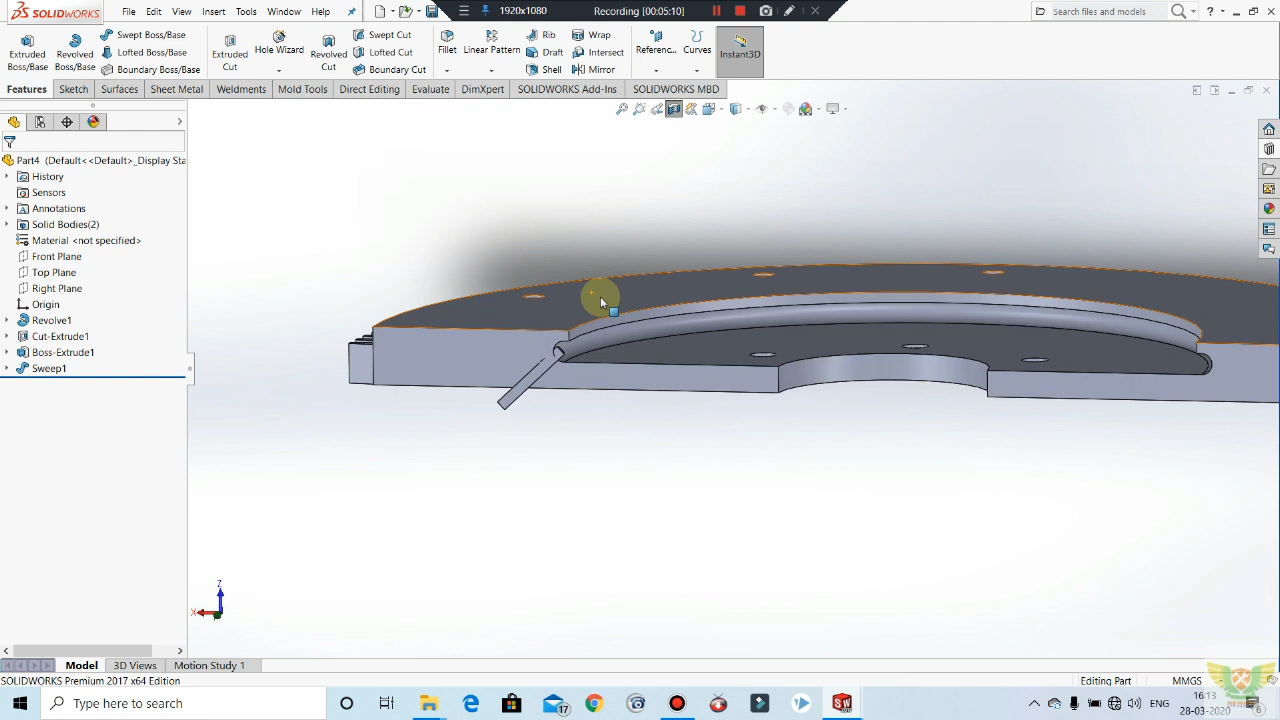 SOLIDWORKS
File Edit View Insert Tools Window Help
1920x1080 Recording [00:05:10]
search files and models
Extruded Boss/Base
Revolved Boss/Base
Swept Boss/Base
Lofted Boss/Base
Boundary Boss/Base
Extruded Cut
Hole Wizard
Revolved Cut
Swept Cut
Lofted Cut
Boundary Cut
Fillet
Linear Pattern
Rib
Draft
Shell
Wrap
Intersect
Mirror
Referenc...
Curves
Instant3D
Features Sketch Surfaces Sheet Metal Weldments Mold Tools Direct Editing Evaluate DimXpert SOLIDWORKS Add-Ins SOLIDWORKS MBD
Part4 (Default<<Default>_Display Sta
History
Sensors
Annotations
Solid Bodies(2)
Material <not specified>
Front Plane
Top Plane
Right Plane
Origin
Revolve1
Cut-Extrude1
Boss-Extrude1
Sweep1
Z
X
Model 3D Views Motion Study 1
SOLIDWORKS Premium 2017 x64 Edition
Editing Part MMGS
Type here to search
17
ENG
16:13
28-03-2020
6